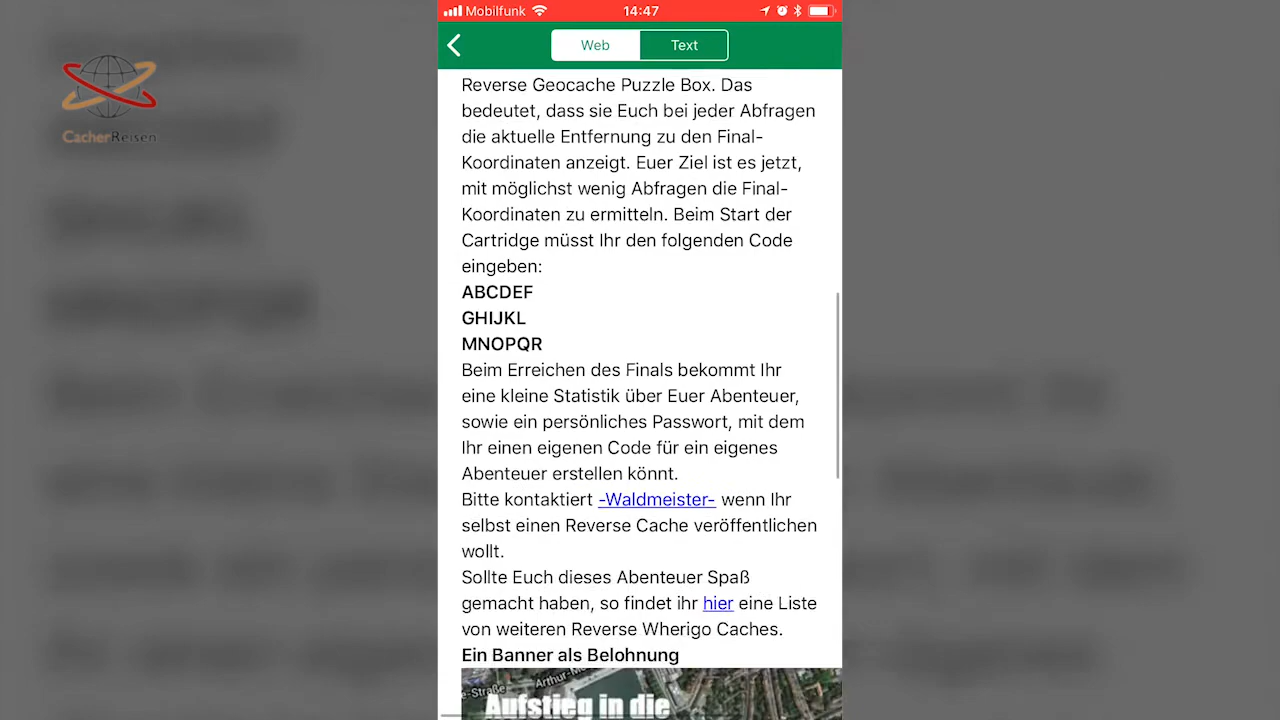 Mobilfunk 14:47
Web Text
CacherReisen
Reverse Geocache Puzzle Box. Das
bedeutet, dass sie Euch bei jeder Abfragen
die aktuelle Entfernung zu den Final-
Koordinaten anzeigt. Euer Ziel ist es jetzt,
mit möglichst wenig Abfragen die Final-
Koordinaten zu ermitteln. Beim Start der
Cartridge müsst Ihr den folgenden Code
eingeben:
ABCDEF
GHIJKL
MNOPQR
Beim Erreichen des Finals bekommt Ihr
eine kleine Statistik über Euer Abenteuer,
sowie ein persönliches Passwort, mit dem
Ihr einen eigenen Code für ein eigenes
Abenteuer erstellen könnt.
Bitte kontaktiert -Waldmeister- wenn Ihr
selbst einen Reverse Cache veröffentlichen
wollt.
Sollte Euch dieses Abenteuer Spaß
gemacht haben, so findet ihr hier eine Liste
von weiteren Reverse Wherigo Caches.
Ein Banner als Belohnung
e-Straße
Aufstieg in die